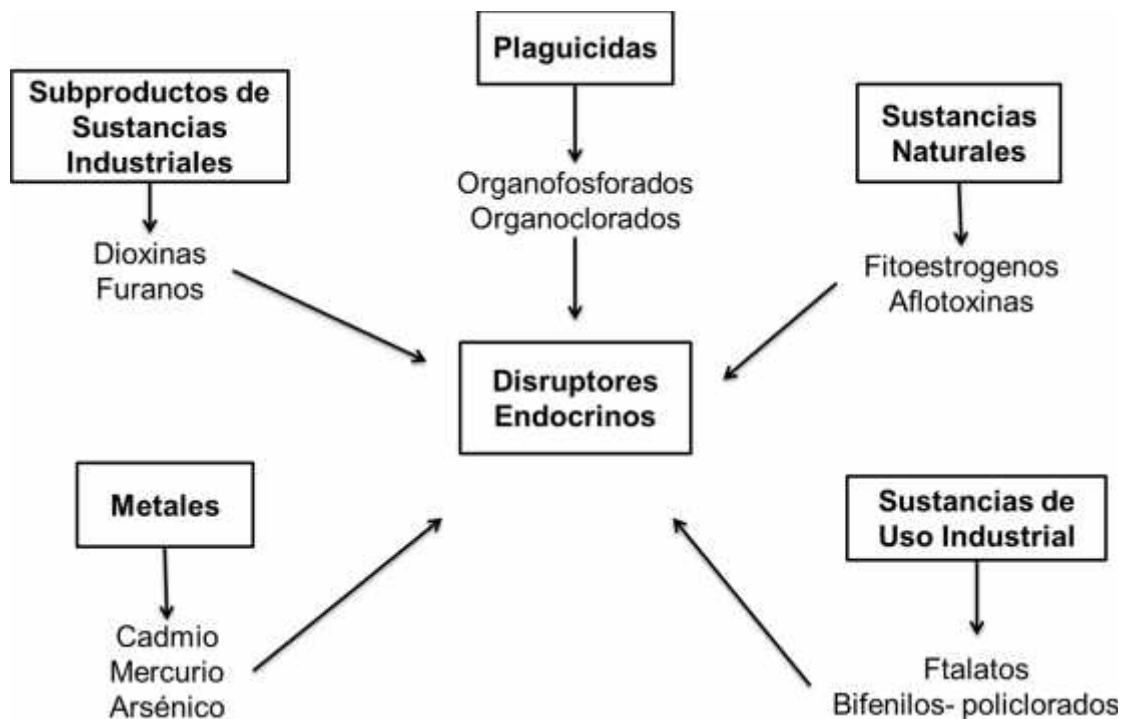 Plaguicidas
Subproductos de
Sustancias
Industriales
Sustancias
Naturales
Organofosforados
Organoclorados
Dioxinas
Furanos
Fitoestrogenos
Aflotoxinas
Disruptores
Endocrinos
Metales
Sustancias de
Uso Industrial
Cadmio
Mercurio
Arsénico
Ftalatos
Bifenilos- policlorados